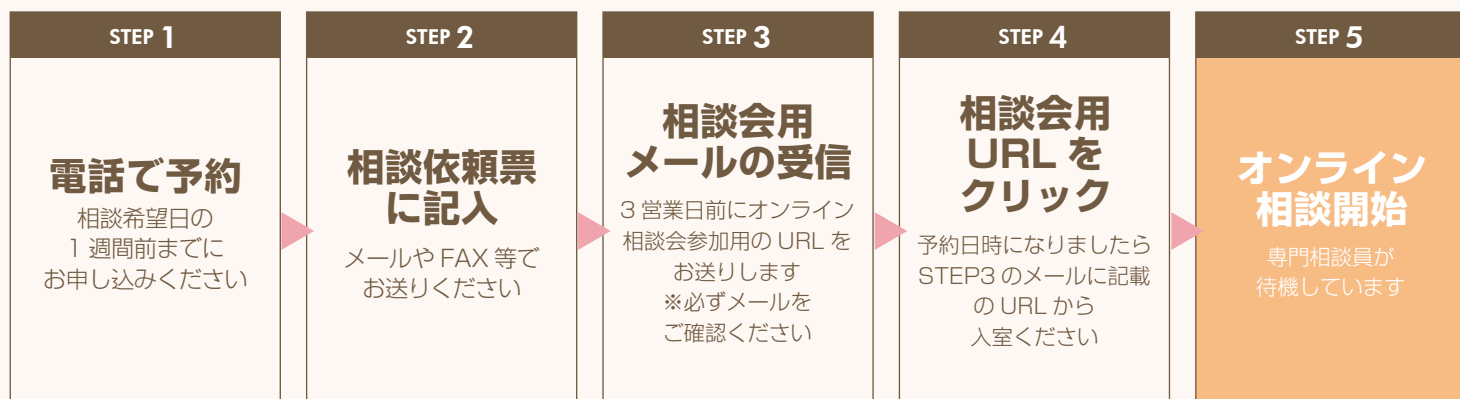 STEP 1
電話で予約
相談希望日の
1 週間前までに
お申し込みください
STEP 2
相談依頼票
に記入
メールや FAX 等で
お送りください
STEP 3
相談会用
メールの受信
3 営業日前にオンライン
相談会参加用の URL を
お送りします
※必ずメールを
ご確認ください
STEP 4
相談会用
URL を
クリック
予約日時になりましたら
STEP3 のメールに記載
の URL から
入室ください
STEP 5
オンライン
相談開始
専門相談員が
待機しています